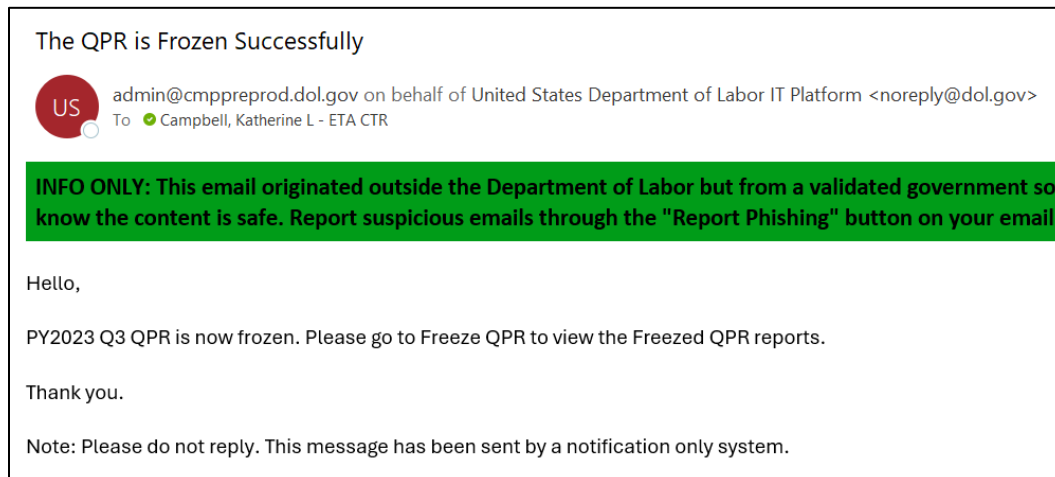 The QPR is Frozen Successfully
US
admin@cmppreprod.dol.gov on behalf of United States Department of Labor IT Platform <noreply@dol.gov>
To Campbell, Katherine L - ETA CTR
INFO ONLY: This email originated outside the Department of Labor but from a validated government so
know the content is safe. Report suspicious emails through the "Report Phishing" button on your email
Hello,
PY2023 Q3 QPR is now frozen. Please go to Freeze QPR to view the Freezed QPR reports.
Thank you.
Note: Please do not reply. This message has been sent by a notification only system.